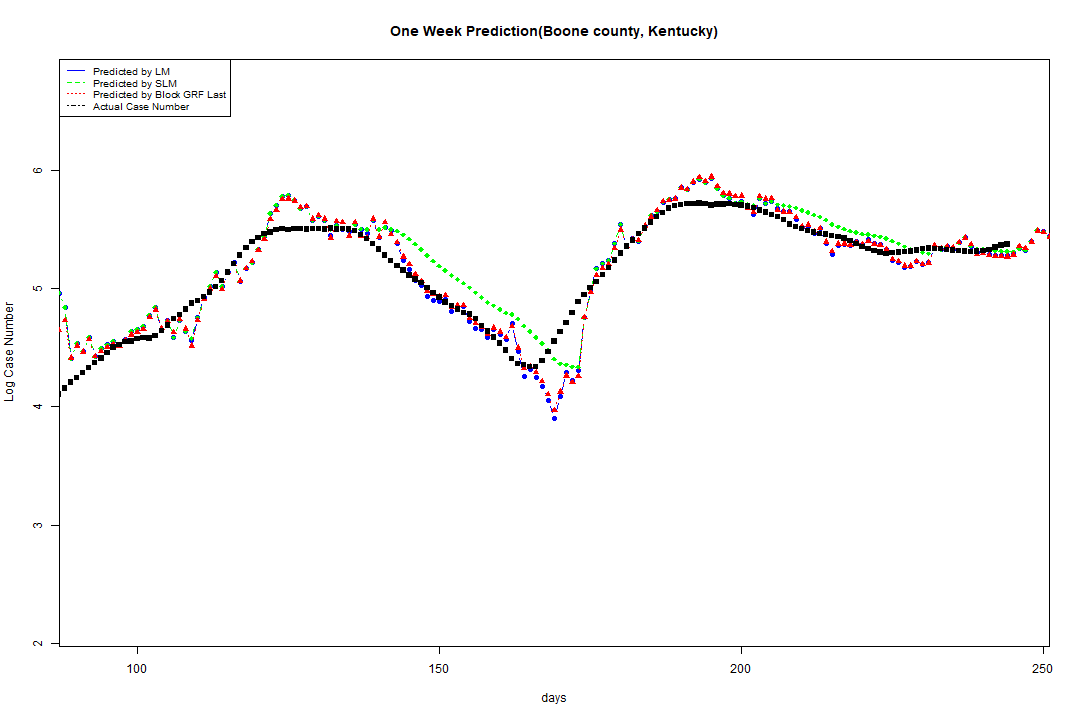 One Week Prediction(Boone county, Kentucky)
Predicted by LM
Predicted by SLM
Predicted by Block GRF Last
Actual Case Number
6
5
4
3
2
Log Case Number
100 150 200 250
days